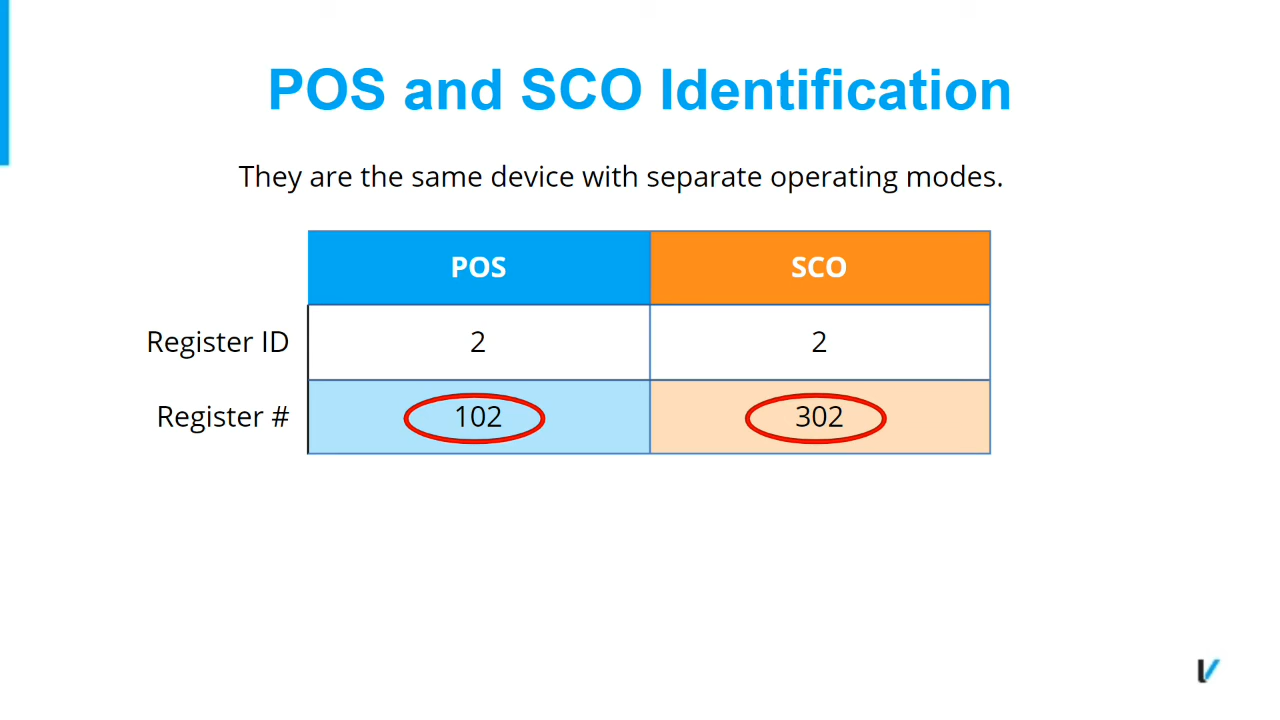 POS and SCO Identification
They are the same device with separate operating modes.
POS SCO
Register ID 2 2
Register # 102 302